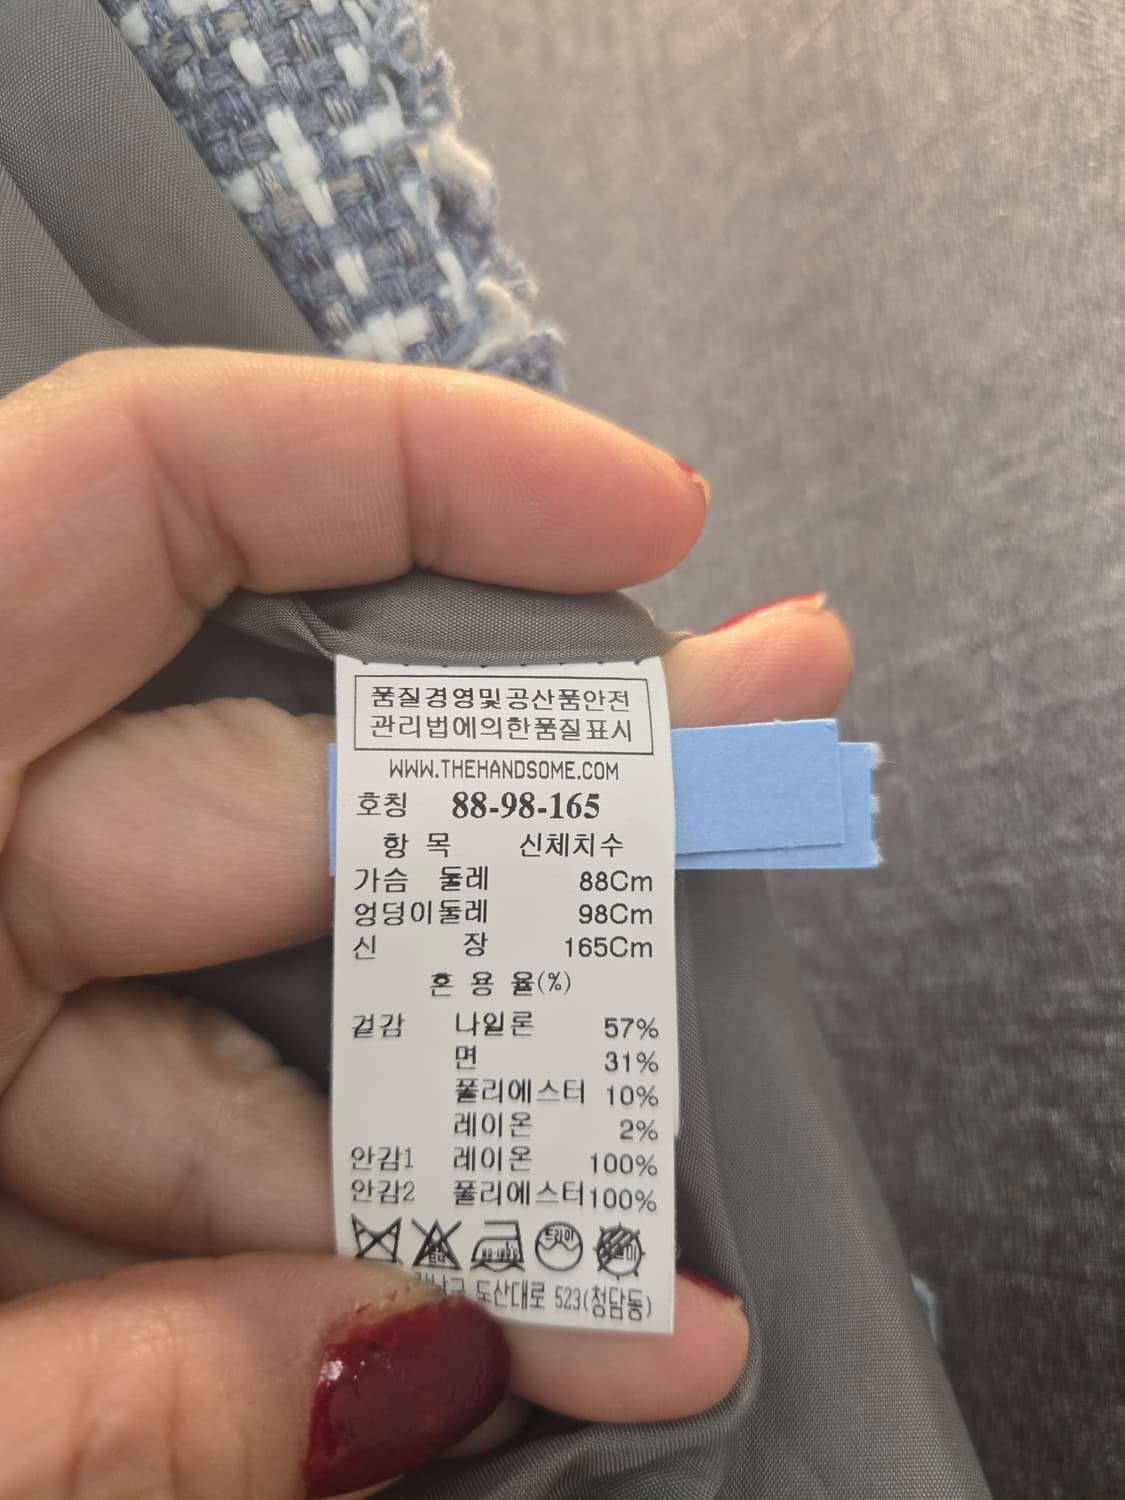 품질경영및공산품안전
관리법에의한품질표시
WWW.THEHANDSOME.COM
호칭 88-98-165
항 목 신체치수
가슴 둘레 88Cm
엉덩이둘레 98Cm
신 장 165Cm
혼 용 율(%)
겉감 나일론 57%
면 31%
폴리에스터 10%
레이온 2%
안감1 레이온 100%
안감2 폴리에스터 100%
드라이
도산대로 523(청담동)